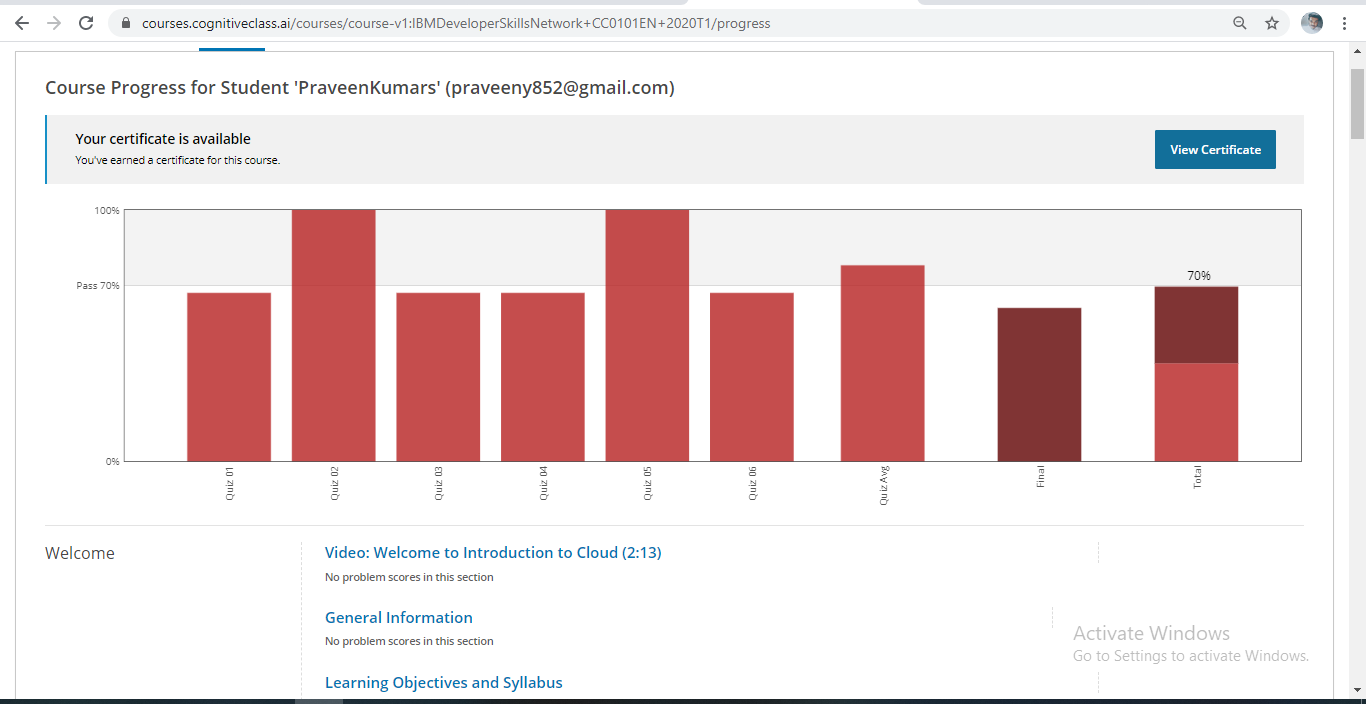 courses.cognitiveclass.ai/courses/course-v1:IBMDeveloperSkillsNetwork+CC0101EN+2020T1/progress
Course Progress for Student 'PraveenKumars' (praveeny852@gmail.com)
Your certificate is available
You've earned a certificate for this course.
View Certificate
100%
Pass 70%
70%
0%
Quiz 01
Quiz 02
Quiz 03
Quiz 04
Quiz 05
Quiz 06
Quiz Avg
Final
Total
Welcome
Video: Welcome to Introduction to Cloud (2:13)
No problem scores in this section
General Information
No problem scores in this section
Activate Windows
Go to Settings to activate Windows.
Learning Objectives and Syllabus